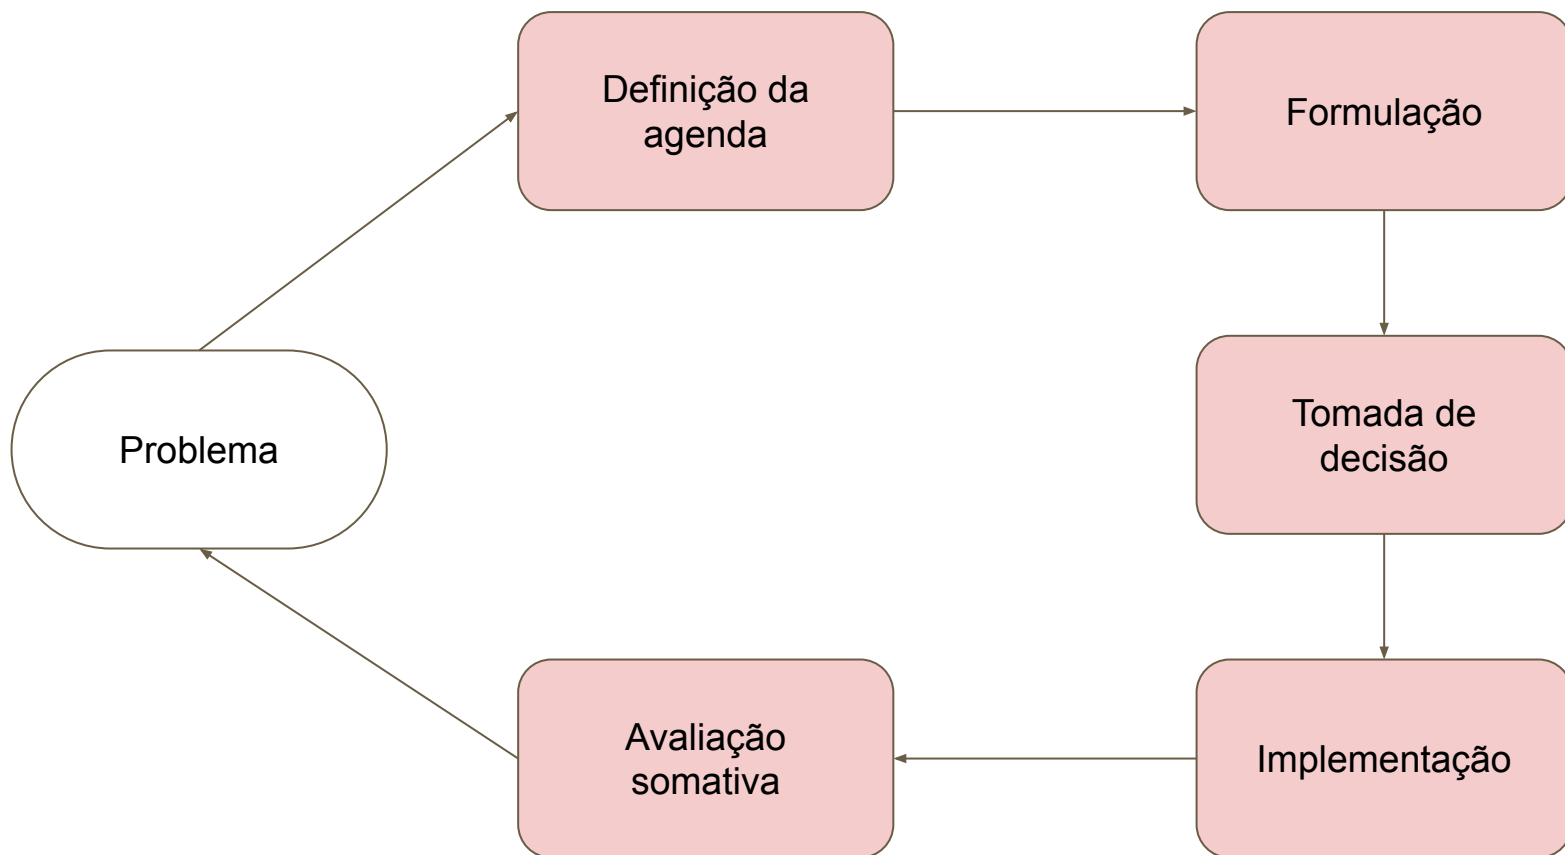 Definição da
agenda
Formulação
Problema
Tomada de
decisão
Avaliação
somativa
Implementação